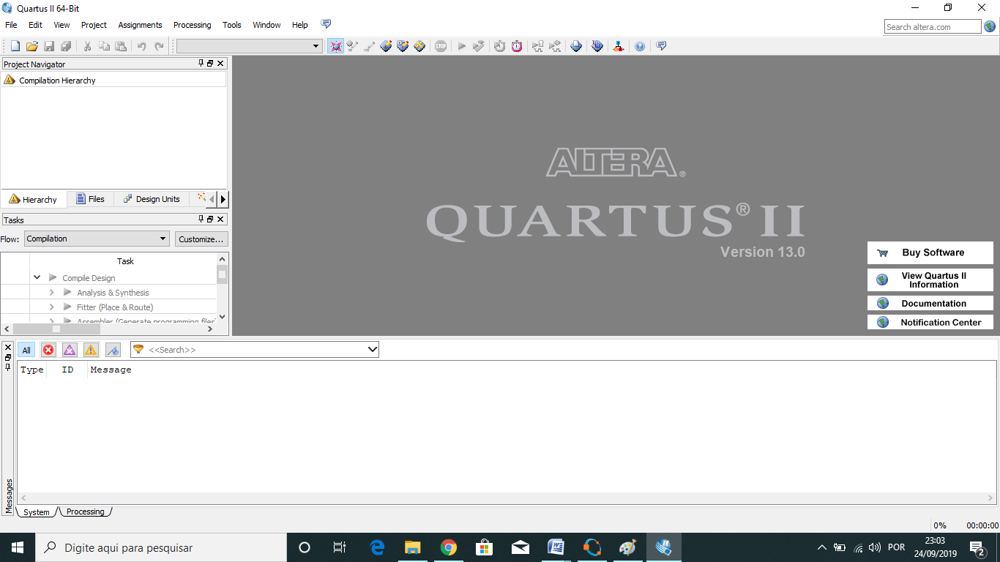 Quartus II 64-Bit
File Edit View Project Assignments Processing Tools Window Help
Search altera.com
STOP
Project Navigator
Compilation Hierarchy
Hierarchy Files Design Units
Tasks
Flow: Compilation Customize...
Task
Compile Design
Analysis & Synthesis
Fitter (Place & Route)
Assembler (Generate programming files)
ALTERA®
QUARTUS® II
Version 13.0
Buy Software
View Quartus II
Information
Documentation
Notification Center
All <<Search>>
Type ID Message
Messages
System Processing
0% 00:00:00
Digite aqui para pesquisar
POR
23:03
24/09/2019
2